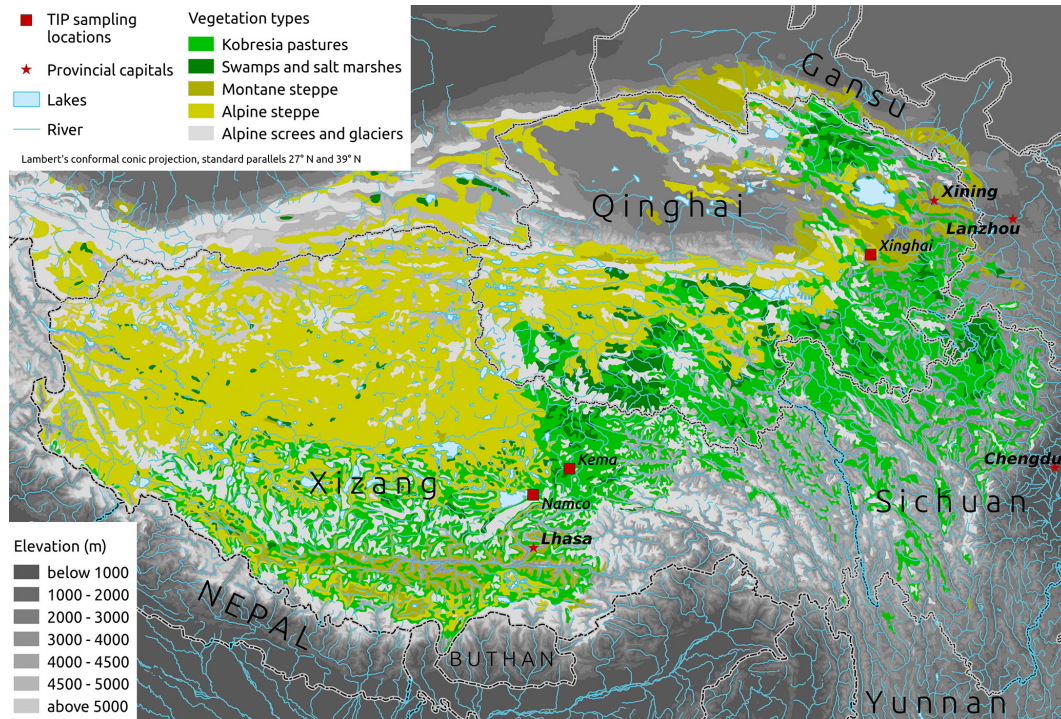 TIP sampling
locations
Provincial capitals
Lakes
River
Vegetation types
Kobresia pastures
Swamps and salt marshes
Montane steppe
Alpine steppe
Alpine screes and glaciers
Lambert's conformal conic projection, standard parallels 27° N and 39° N
Gansu
Qinghai
Xining
Lanzhou
Xinghai
Kema
Xizang
Namco
Chengdu
Sichuan
Lhasa
NEPAL
BUTHAN
Yunnan
Elevation (m)
below 1000
1000 - 2000
2000 - 3000
3000 - 4000
4000 - 4500
4500 - 5000
above 5000